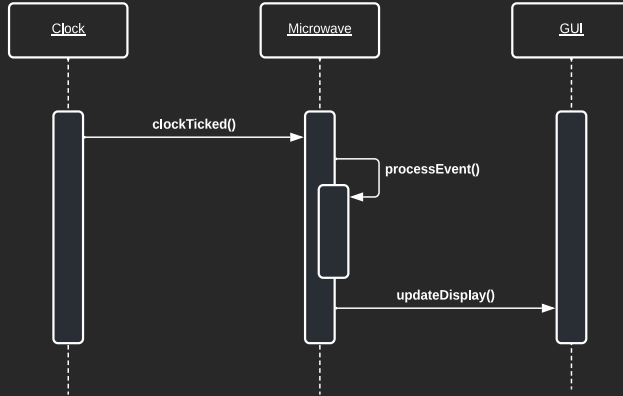 Clock
Microwave
GUI
clockTicked()
processEvent()
updateDisplay()